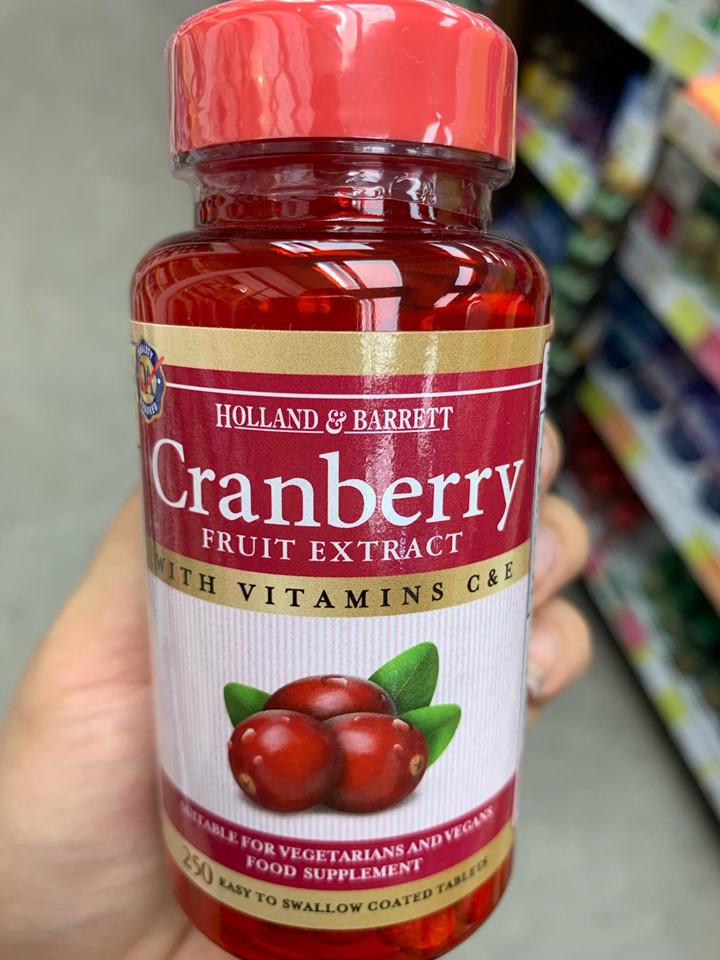 HOLLAND & BARRETT
Cranberry
FRUIT EXTRACT
WITH VITAMINS C&E
SUITABLE FOR VEGETARIANS AND VEGANS
FOOD SUPPLEMENT
250 EASY TO SWALLOW COATED TABLETS